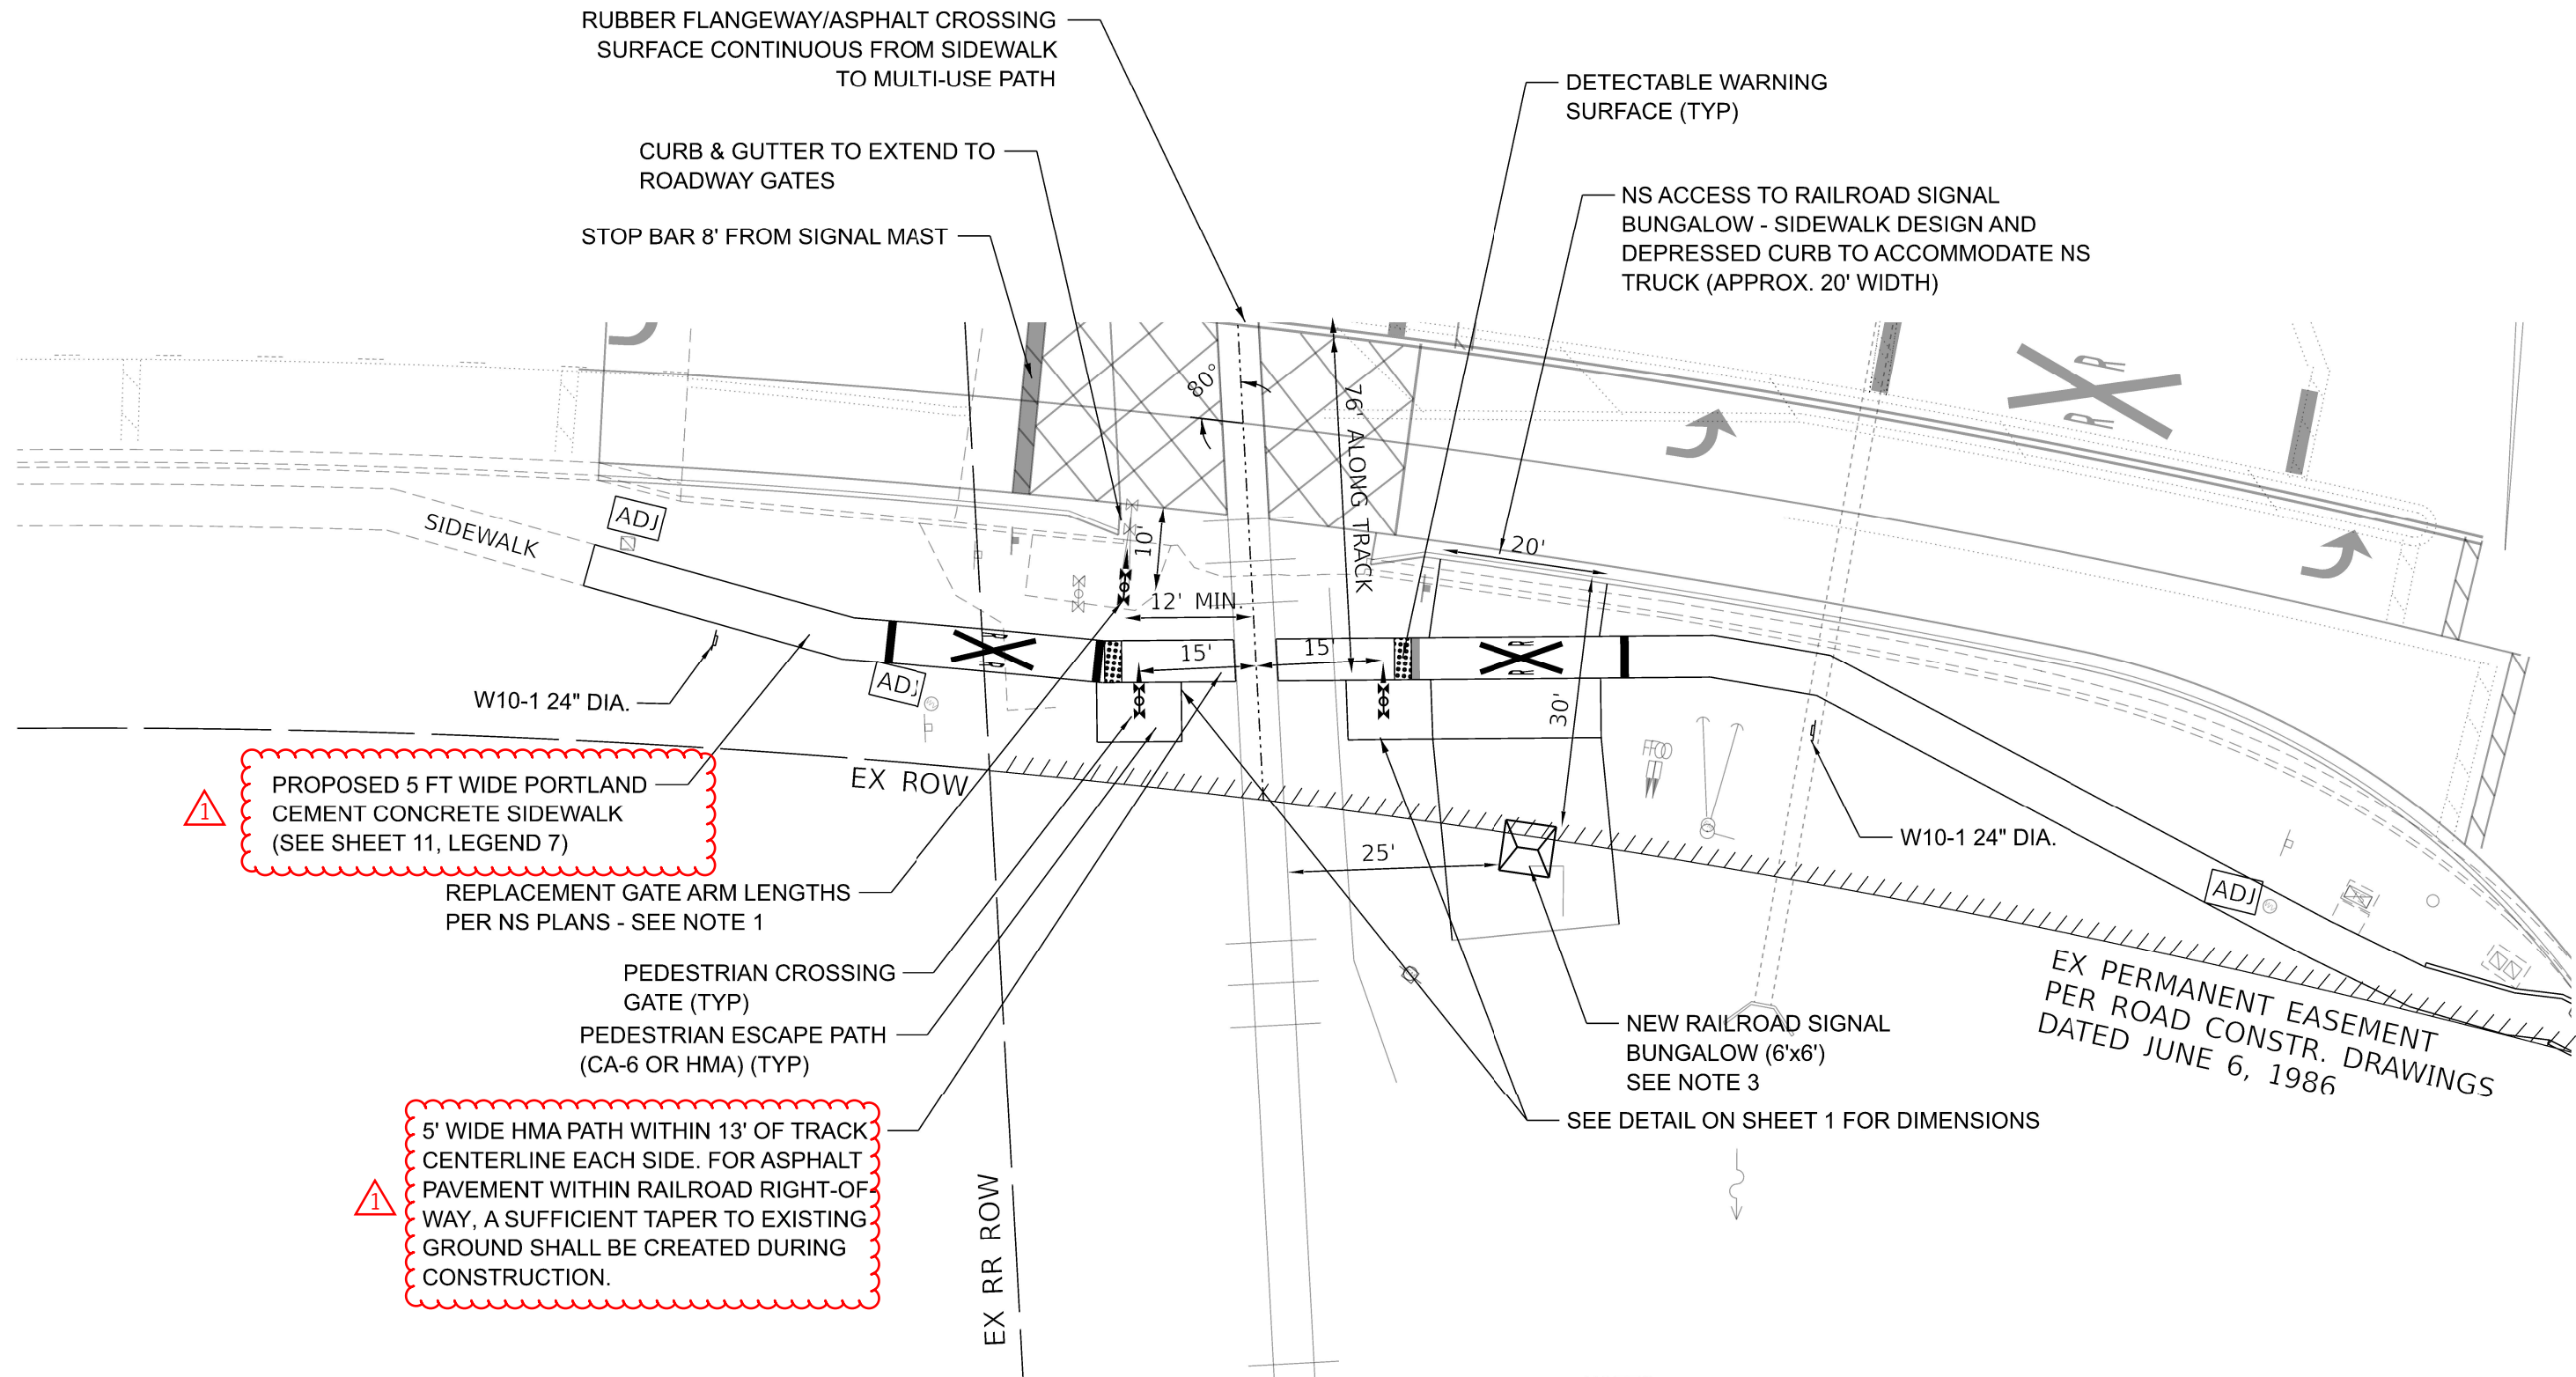 RUBBER FLANGEWAY/ASPHALT CROSSING
SURFACE CONTINUOUS FROM SIDEWALK
TO MULTI-USE PATH
DETECTABLE WARNING
SURFACE (TYP)
CURB & GUTTER TO EXTEND TO
ROADWAY GATES
NS ACCESS TO RAILROAD SIGNAL
BUNGALOW - SIDEWALK DESIGN AND
DEPRESSED CURB TO ACCOMMODATE NS
TRUCK (APPROX. 20' WIDTH)
STOP BAR 8' FROM SIGNAL MAST
80°
76' ALONG TRACK
R
R
SIDEWALK
ADJ
10'
20'
12' MIN.
15'
15'
R
R
R
R
30'
ADJ
W10-1 24" DIA.
EX ROW
1
PROPOSED 5 FT WIDE PORTLAND
CEMENT CONCRETE SIDEWALK
(SEE SHEET 11, LEGEND 7)
25'
W10-1 24" DIA.
ADJ
REPLACEMENT GATE ARM LENGTHS
PER NS PLANS - SEE NOTE 1
PEDESTRIAN CROSSING
GATE (TYP)
PEDESTRIAN ESCAPE PATH
(CA-6 OR HMA) (TYP)
EX PERMANENT EASEMENT
PER ROAD CONSTR. DRAWINGS
DATED JUNE 6, 1986
NEW RAILROAD SIGNAL
BUNGALOW (6'x6')
SEE NOTE 3
SEE DETAIL ON SHEET 1 FOR DIMENSIONS
1
5' WIDE HMA PATH WITHIN 13' OF TRACK
CENTERLINE EACH SIDE. FOR ASPHALT
PAVEMENT WITHIN RAILROAD RIGHT-OF-
WAY, A SUFFICIENT TAPER TO EXISTING
GROUND SHALL BE CREATED DURING
CONSTRUCTION.
EX RR ROW